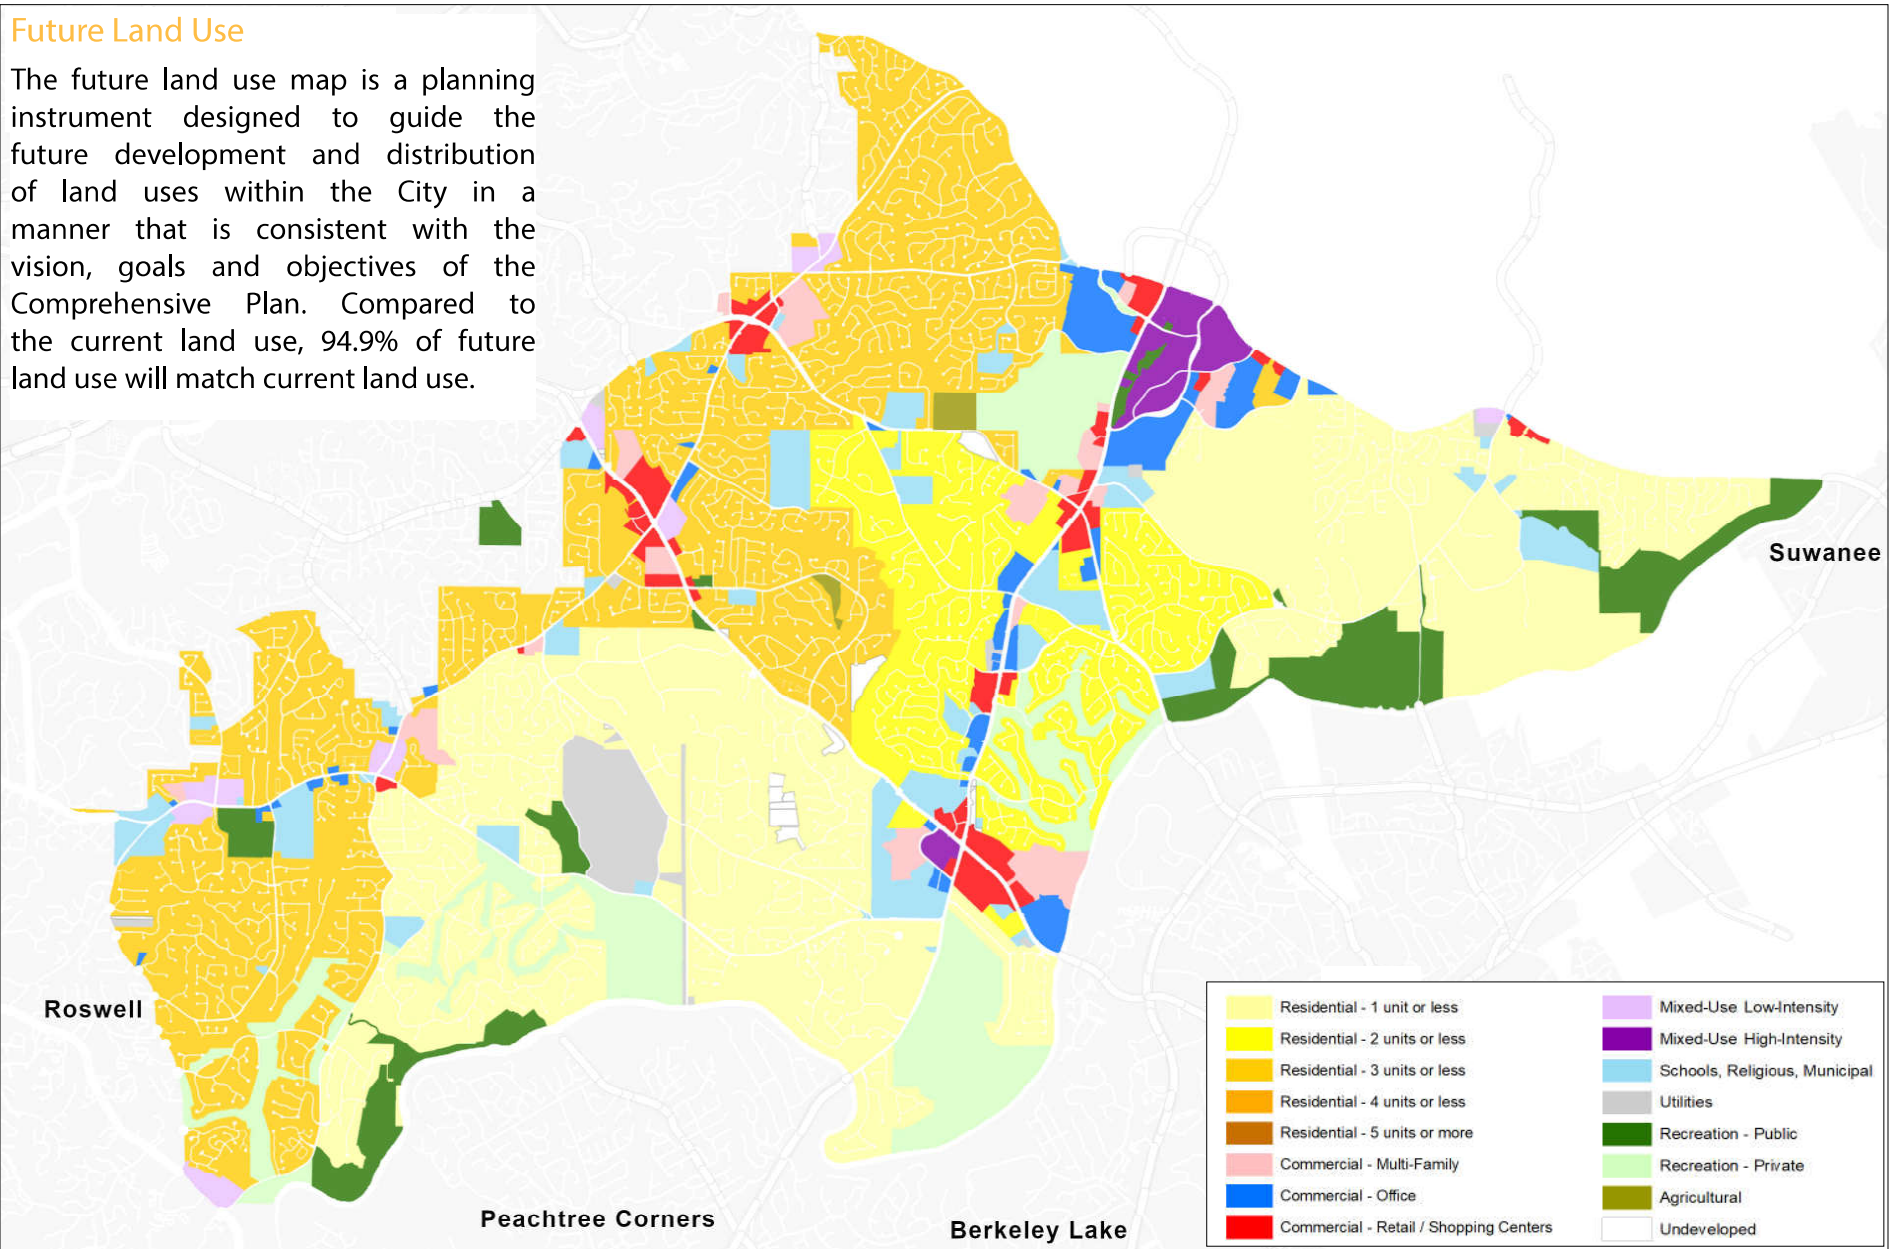 Future Land Use
The future land use map is a planning
instrument designed to guide the
future development and distribution
of land uses within the City in a
manner that is consistent with the
vision, goals and objectives of the
Comprehensive Plan. Compared to
the current land use, 94.9% of future
land use will match current land use.
Suwanee
Roswell
Peachtree Corners
Berkeley Lake
Residential - 1 unit or less
Residential - 2 units or less
Residential - 3 units or less
Residential - 4 units or less
Residential - 5 units or more
Commercial - Multi-Family
Commercial - Office
Commercial - Retail / Shopping Centers
Mixed-Use Low-Intensity
Mixed-Use High-Intensity
Schools, Religious, Municipal
Utilities
Recreation - Public
Recreation - Private
Agricultural
Undeveloped